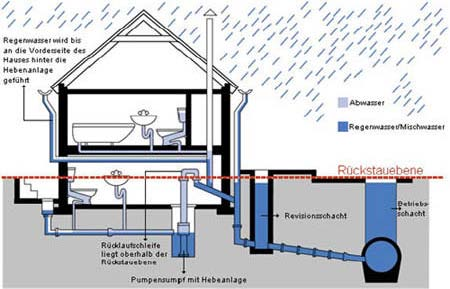 Regenwasser wird bis
an die Vorderseite des
Hauses hinter die
Hebenanlage
geführt
Abwasser
Regenwasser/Mischwasser
Rückstauebene
Revisionsschacht
Betriebs-
schacht
Rücklaufschleife
liegt oberhalb der
Rückstauebene
Pumpensumpf mit Hebeanlage